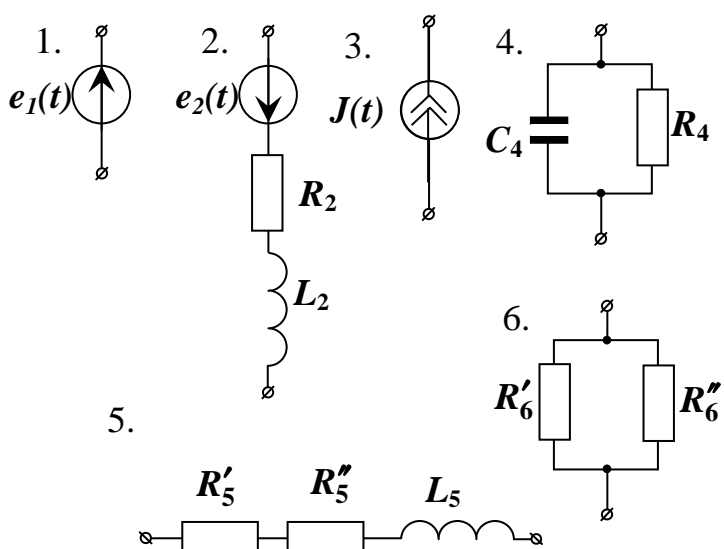 1.
e₁(t)
2.
e₂(t)
R₂
L₂
3.
J(t)
4.
C₄
R₄
5.
R′₅
R″₅
L₅
6.
R′₆
R″₆